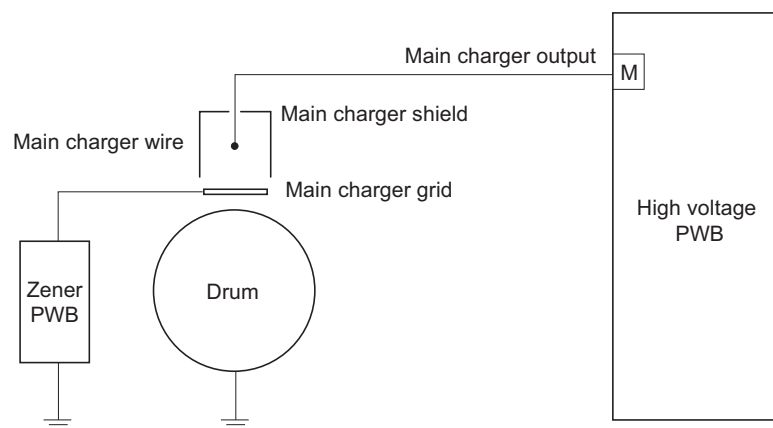 Main charger output
M
Main charger shield
Main charger wire
Main charger grid
High voltage
PWB
Zener
PWB
Drum